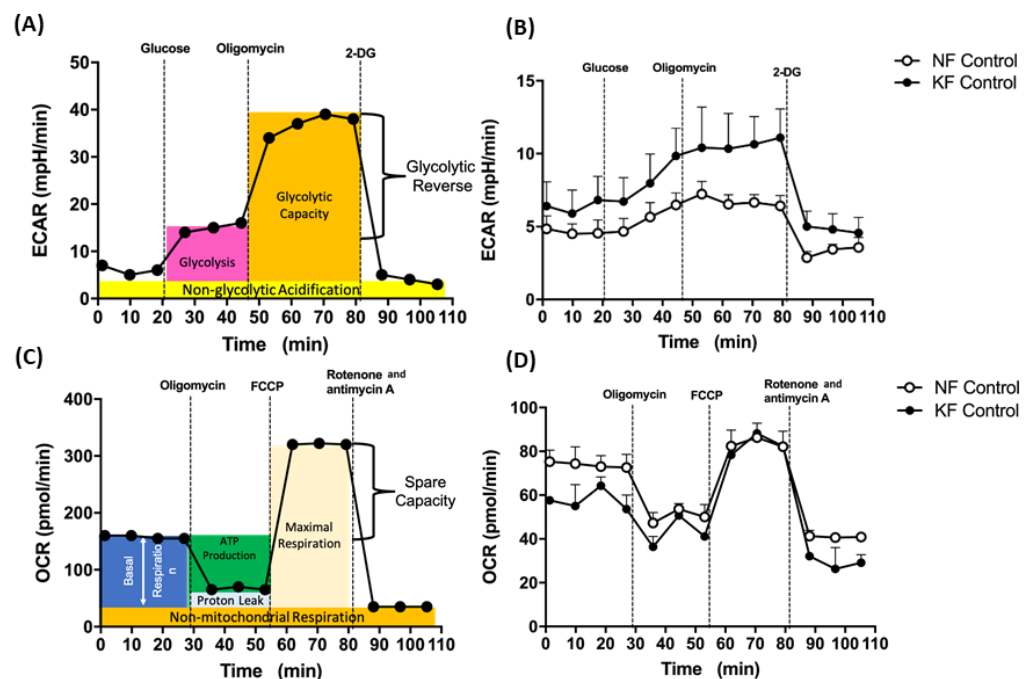 (A)
Glucose
Oligomycin
2-DG
50
40
30
20
10
0
ECAR (mpH/min)
Glycolytic
Capacity
Glycolysis
Non-glycolytic Acidification
Glycolytic
Reverse
0 10 20 30 40 50 60 70 80 90 100 110
Time (min)
(B)
Glucose
Oligomycin
2-DG
NF Control
KF Control
15
10
5
0
ECAR (mpH/min)
0 10 20 30 40 50 60 70 80 90 100 110
Time (min)
(C)
Oligomycin
FCCP
Rotenone and
antimycin A
400
300
200
100
0
OCR (pmol/min)
Basal
Respiratio
n
ATP
Production
Proton Leak
Maximal
Respiration
Non-mitochondrial Respiration
Spare
Capacity
0 10 20 30 40 50 60 70 80 90 100 110
Time (min)
(D)
Oligomycin
FCCP
Rotenone and
antimycin A
NF Control
KF Control
100
80
60
40
20
0
OCR (pmol/min)
0 10 20 30 40 50 60 70 80 90 100 110
Time (min)